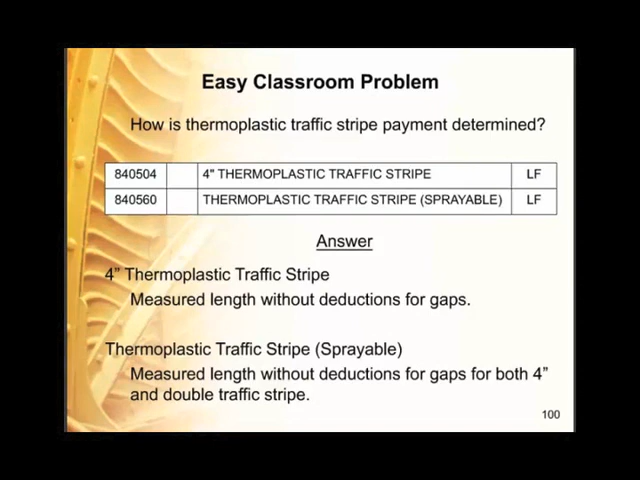 Easy Classroom Problem
How is thermoplastic traffic stripe payment determined?
840504 4" THERMOPLASTIC TRAFFIC STRIPE LF
840560 THERMOPLASTIC TRAFFIC STRIPE (SPRAYABLE) LF
Answer
4” Thermoplastic Traffic Stripe
Measured length without deductions for gaps.
Thermoplastic Traffic Stripe (Sprayable)
Measured length without deductions for gaps for both 4”
and double traffic stripe.
100